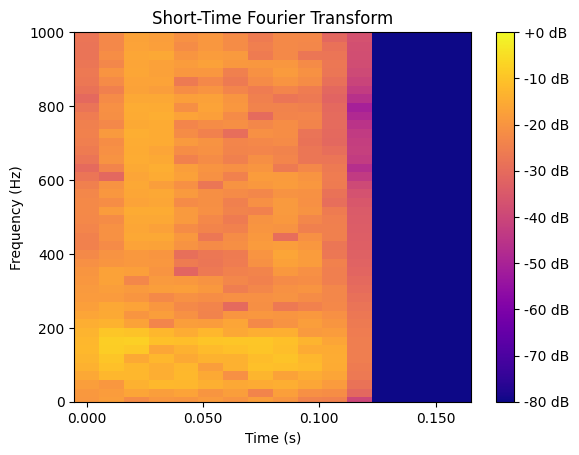 Short-Time Fourier Transform
1000
800
600
400
200
0
Frequency (Hz)
0.000
0.050
0.100
0.150
Time (s)
+0 dB
-10 dB
-20 dB
-30 dB
-40 dB
-50 dB
-60 dB
-70 dB
-80 dB